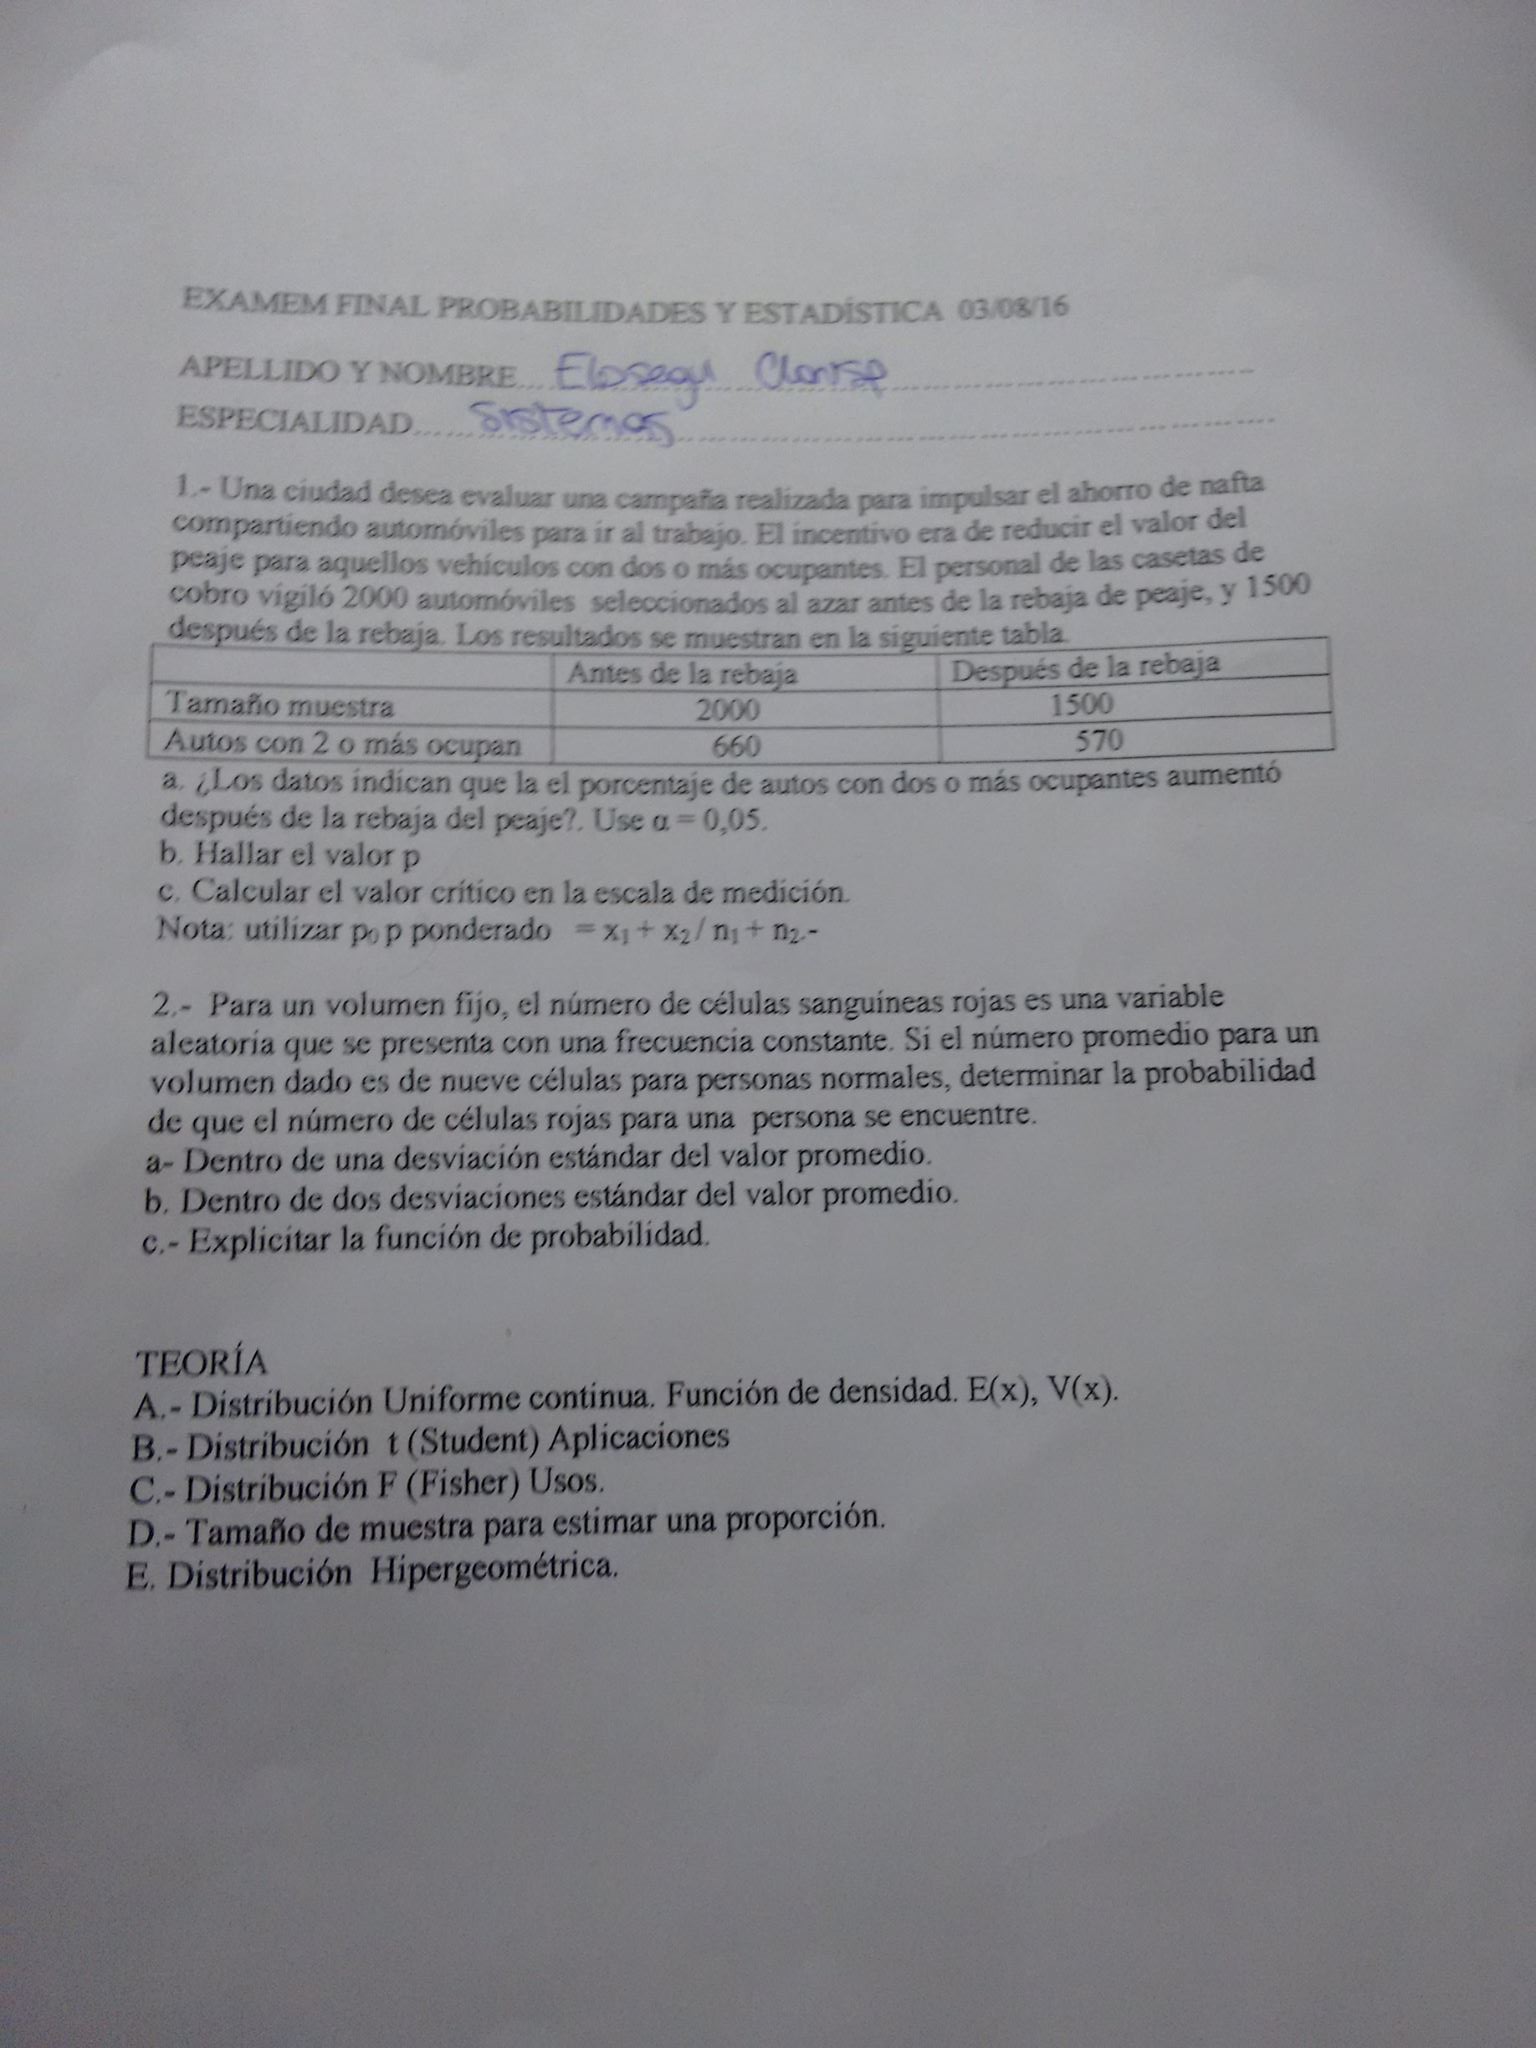 EXAMEM FINAL PROBABILIDADES Y ESTADÍSTICA 03/08/16
APELLIDO Y NOMBRE... Elosegui Clarisa
ESPECIALIDAD..... Sistemas
1.- Una ciudad desea evaluar una campaña realizada para impulsar el ahorro de nafta
compartiendo automóviles para ir al trabajo. El incentivo era de reducir el valor del
peaje para aquellos vehículos con dos o más ocupantes. El personal de las casetas de
cobro vigiló 2000 automóviles seleccionados al azar antes de la rebaja de peaje, y 1500
después de la rebaja. Los resultados se muestran en la siguiente tabla.
Antes de la rebaja Después de la rebaja
Tamaño muestra 2000 1500
Autos con 2 o más ocupan 660 570
a. ¿Los datos indican que la el porcentaje de autos con dos o más ocupantes aumentó
después de la rebaja del peaje?. Use α = 0,05.
b. Hallar el valor p
c. Calcular el valor crítico en la escala de medición.
Nota: utilizar p₀ p ponderado = x₁ + x₂ / n₁ + n₂.-
2.- Para un volumen fijo, el número de células sanguíneas rojas es una variable
aleatoria que se presenta con una frecuencia constante. Si el número promedio para un
volumen dado es de nueve células para personas normales, determinar la probabilidad
de que el número de células rojas para una persona se encuentre.
a- Dentro de una desviación estándar del valor promedio.
b. Dentro de dos desviaciones estándar del valor promedio.
c.- Explicitar la función de probabilidad.
TEORÍA
A.- Distribución Uniforme continua. Función de densidad. E(x), V(x).
B.- Distribución t (Student) Aplicaciones
C.- Distribución F (Fisher) Usos.
D.- Tamaño de muestra para estimar una proporción.
E. Distribución Hipergeométrica.